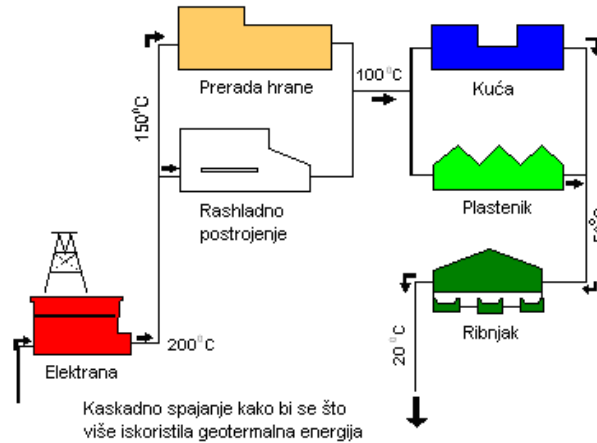 Prerada hrane
100°C
Kuća
150°C
Rashladno
postrojenje
Plastenik
Elektrana
200°C
20°C
Ribnjak
Kaskadno spajanje kako bi se što
više iskoristila geotermalna energija